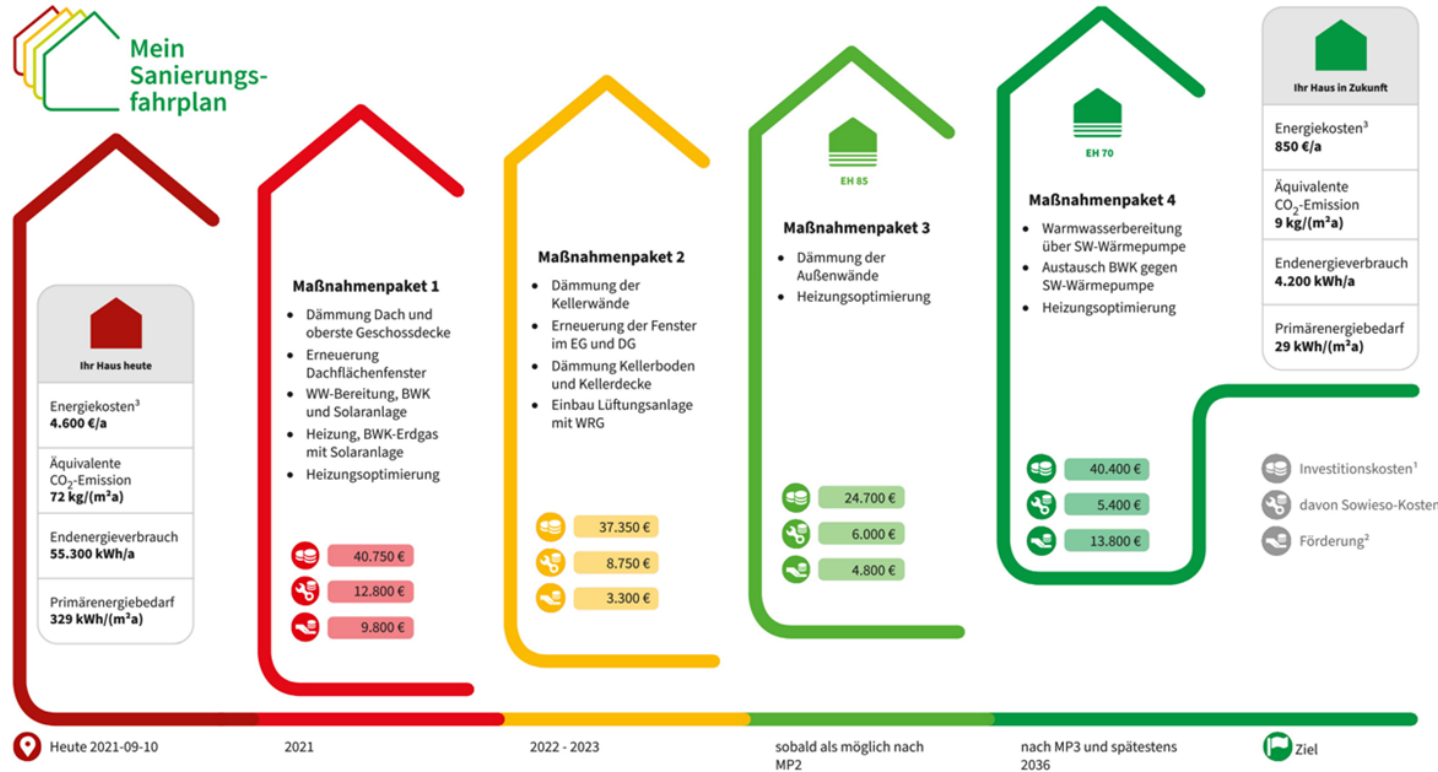 Mein
Sanierungs-
fahrplan
Ihr Haus heute
Energiekosten³
4.600 €/a
Äquivalente
CO₂-Emission
72 kg/(m²a)
Endenergieverbrauch
55.300 kWh/a
Primärenergiebedarf
329 kWh/(m²a)
Maßnahmenpaket 1
• Dämmung Dach und
oberste Geschossdecke
• Erneuerung
Dachflächenfenster
• WW-Bereitung, BWK
und Solaranlage
• Heizung, BWK-Erdgas
mit Solaranlage
• Heizungsoptimierung
40.750 €
12.800 €
9.800 €
Maßnahmenpaket 2
• Dämmung der
Kellerwände
• Erneuerung der Fenster
im EG und DG
• Dämmung Kellerboden
und Kellerdecke
• Einbau Lüftungsanlage
mit WRG
37.350 €
8.750 €
3.300 €
EH 85
Maßnahmenpaket 3
• Dämmung der
Außenwände
• Heizungsoptimierung
24.700 €
6.000 €
4.800 €
EH 70
Maßnahmenpaket 4
• Warmwasserbereitung
über SW-Wärmepumpe
• Austausch BWK gegen
SW-Wärmepumpe
• Heizungsoptimierung
40.400 €
5.400 €
13.800 €
Ihr Haus in Zukunft
Energiekosten³
850 €/a
Äquivalente
CO₂-Emission
9 kg/(m²a)
Endenergieverbrauch
4.200 kWh/a
Primärenergiebedarf
29 kWh/(m²a)
Investitionskosten¹
davon Sowieso-Kosten
Förderung²
Heute 2021-09-10
2021
2022 - 2023
sobald als möglich nach
MP2
nach MP3 und spätestens
2036
Ziel